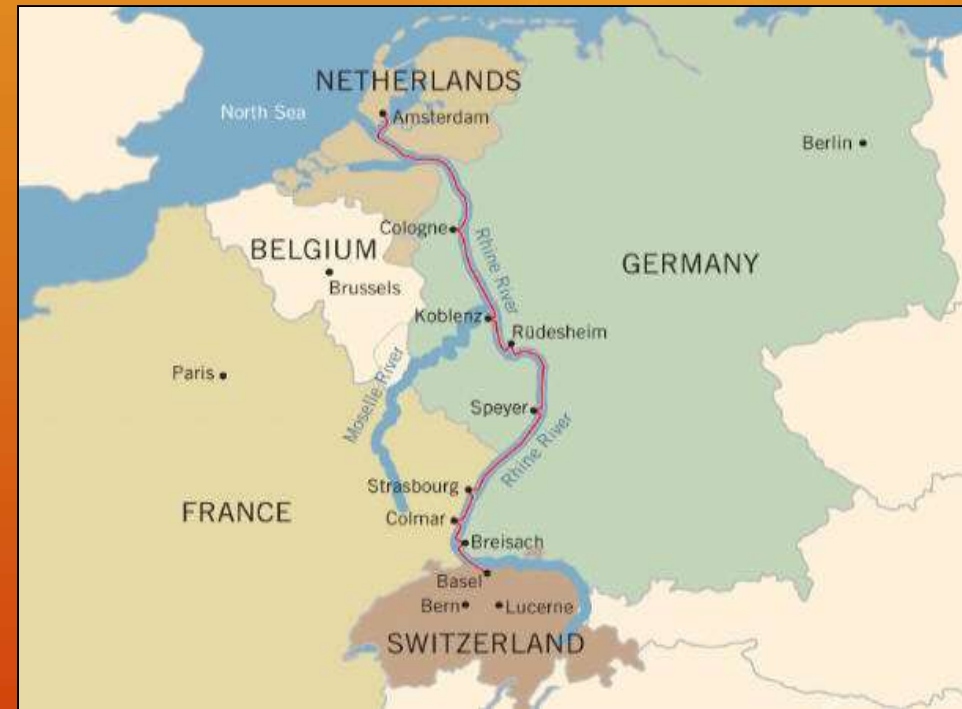 NETHERLANDS
North Sea
Amsterdam
Berlin
Cologne
Rhine River
BELGIUM
GERMANY
Brussels
Koblenz
Rüdesheim
Moselle River
Paris
Speyer
Rhine River
Strasbourg
FRANCE
Colmar
Breisach
Basel
Bern
Lucerne
SWITZERLAND